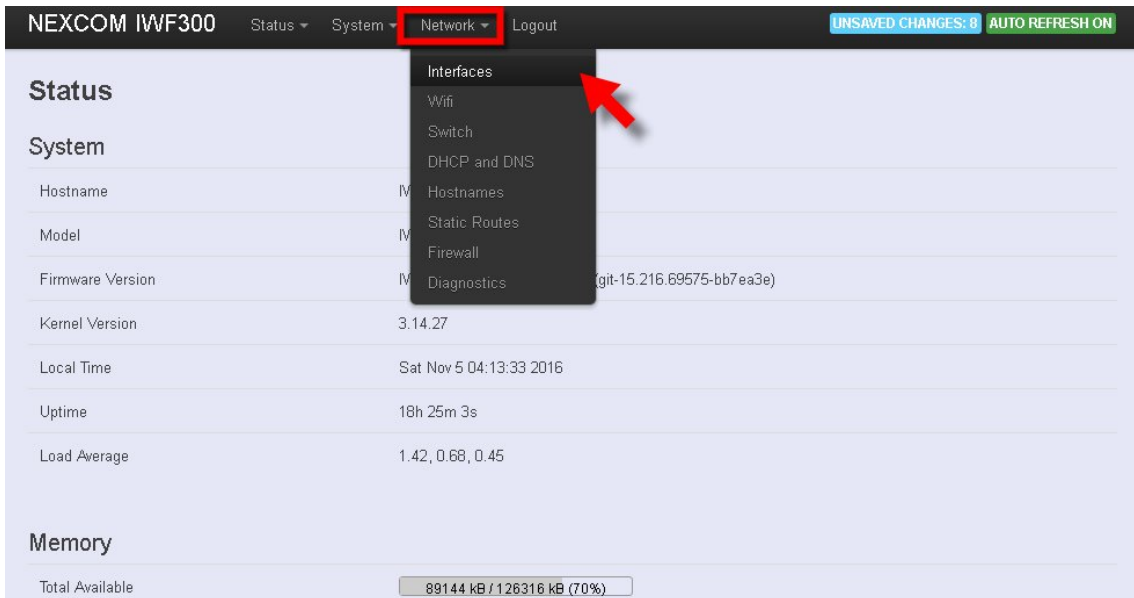 NEXCOM IWF300 Status System Network Logout UNSAVED CHANGES: 8 AUTO REFRESH ON
Interfaces
Wifi
Switch
DHCP and DNS
Hostnames
Static Routes
Firewall
Diagnostics
Status
System
Hostname
Model
Firmware Version (git-15.216.69575-bb7ea3e)
Kernel Version 3.14.27
Local Time Sat Nov 5 04:13:33 2016
Uptime 18h 25m 3s
Load Average 1.42, 0.68, 0.45
Memory
Total Available 89144 kB / 126316 kB (70%)